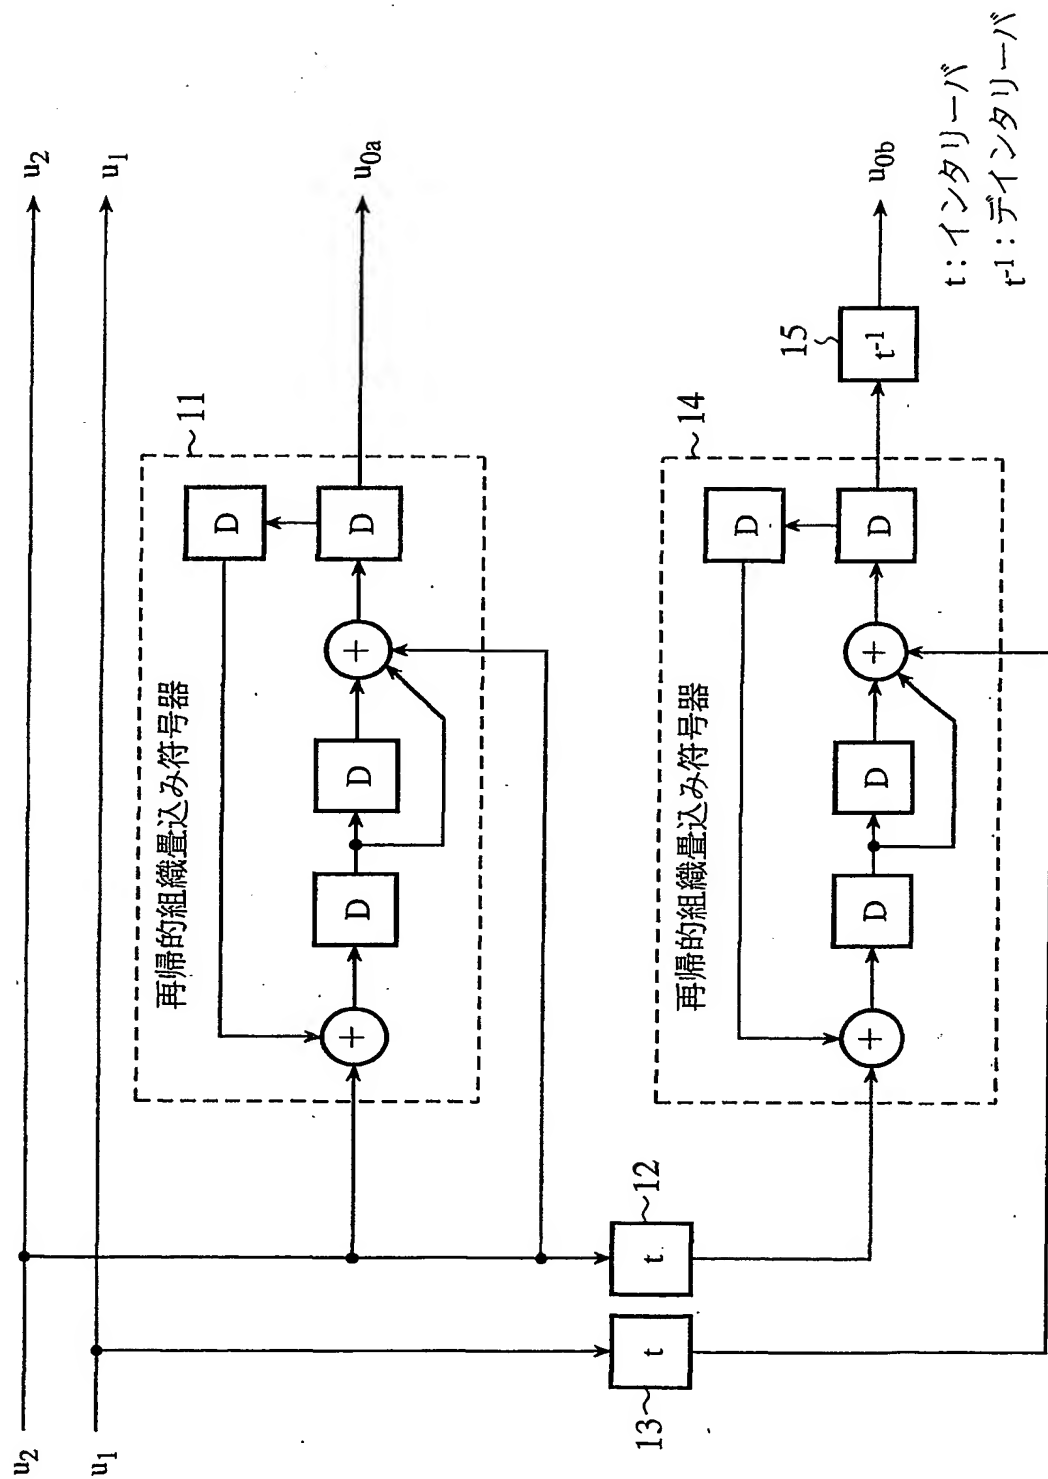 u2
u2
u1
u1
11
再帰的組織畳込み符号器
D
+
D
D
+
D
u0a
12
t
13
t
14
再帰的組織畳込み符号器
D
+
D
D
+
D
15
t-1
u0b
t：インタリーバ
t-1：デインタリーバ